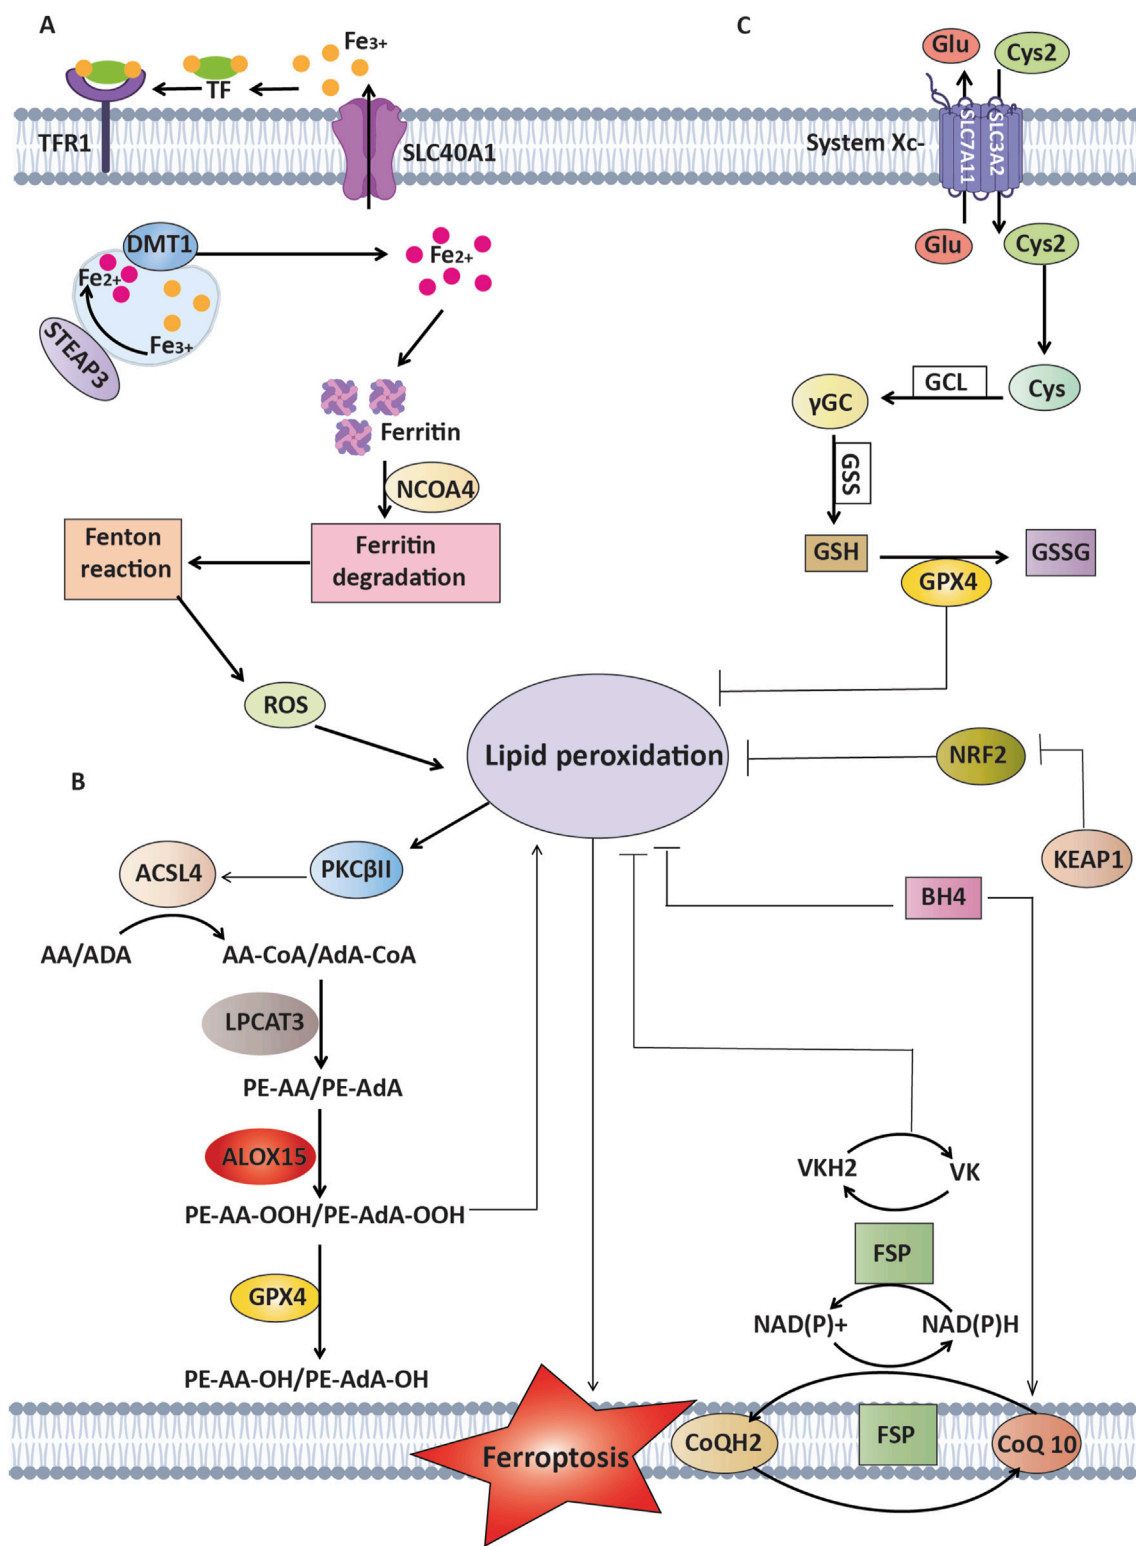 A
Fe3+
TF
TFR1
SLC40A1
DMT1
Fe2+
Fe3+
STEAP3
Fe2+
Ferritin
NCOA4
Ferritin
degradation
Fenton
reaction
ROS
Lipid peroxidation
B
PKCβII
ACSL4
AA/ADA
AA-CoA/AdA-CoA
LPCAT3
PE-AA/PE-AdA
ALOX15
PE-AA-OOH/PE-AdA-OOH
GPX4
PE-AA-OH/PE-AdA-OH
Ferroptosis
C
Glu
Cys2
System Xc-
SLC7A11
SLC3A2
Glu
Cys2
Cys
GCL
γGC
GSS
GSH
GSSG
GPX4
NRF2
KEAP1
BH4
VKH2
VK
FSP
NAD(P)+
NAD(P)H
CoQH2
FSP
CoQ 10